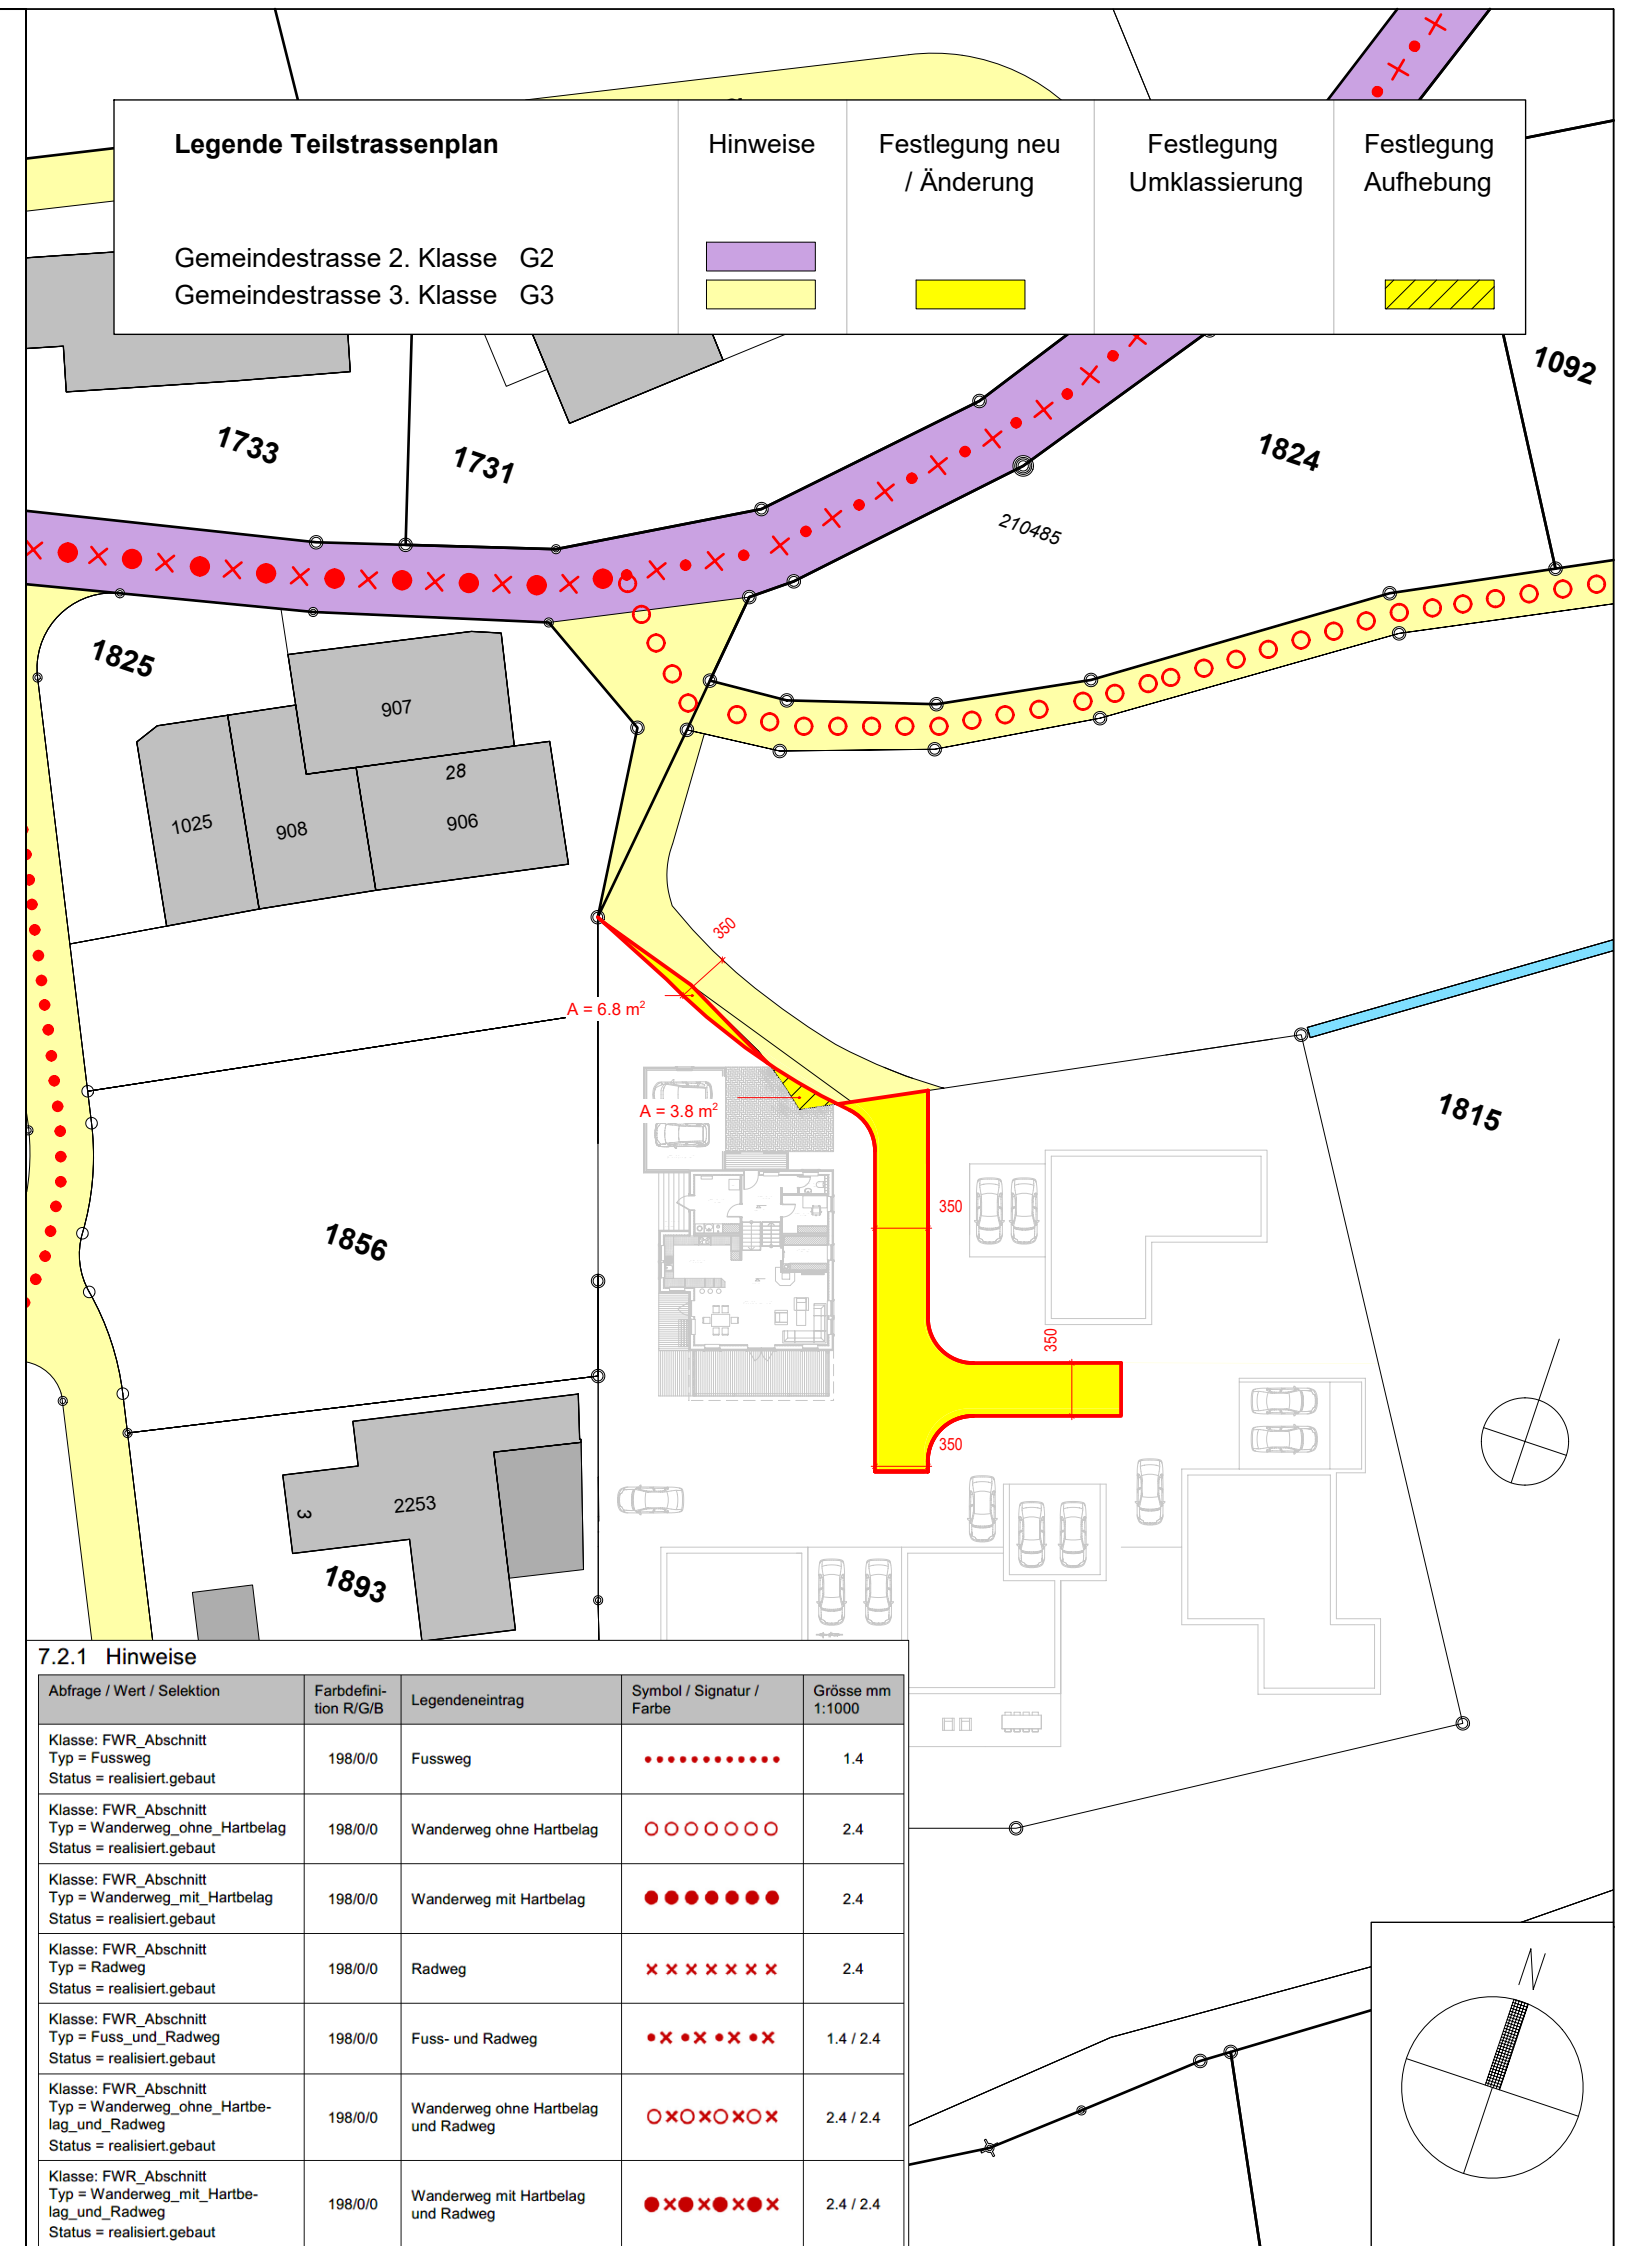 Legende Teilstrassenplan
Hinweise
Festlegung neu
/ Änderung
Festlegung
Umklassierung
Festlegung
Aufhebung
Gemeindestrasse 2. Klasse G2
Gemeindestrasse 3. Klasse G3
1092
1733
1731
1824
210485
1825
907
28
1025
908
906
350
A = 6.8 m²
A = 3.8 m²
1815
350
1856
350
350
3
2253
1893
7.2.1 Hinweise
Abfrage / Wert / Selektion
Farbdefini-
tion R/G/B
Legendeneintrag
Symbol / Signatur /
Farbe
Grösse mm
1:1000
Klasse: FWR_Abschnitt
Typ = Fussweg
Status = realisiert.gebaut
198/0/0
Fussweg
1.4
Klasse: FWR_Abschnitt
Typ = Wanderweg_ohne_Hartbelag
Status = realisiert.gebaut
198/0/0
Wanderweg ohne Hartbelag
2.4
Klasse: FWR_Abschnitt
Typ = Wanderweg_mit_Hartbelag
Status = realisiert.gebaut
198/0/0
Wanderweg mit Hartbelag
2.4
Klasse: FWR_Abschnitt
Typ = Radweg
Status = realisiert.gebaut
198/0/0
Radweg
2.4
Klasse: FWR_Abschnitt
Typ = Fuss_und_Radweg
Status = realisiert.gebaut
198/0/0
Fuss- und Radweg
1.4 / 2.4
Klasse: FWR_Abschnitt
Typ = Wanderweg_ohne_Hartbe-
lag_und_Radweg
Status = realisiert.gebaut
198/0/0
Wanderweg ohne Hartbelag
und Radweg
2.4 / 2.4
Klasse: FWR_Abschnitt
Typ = Wanderweg_mit_Hartbe-
lag_und_Radweg
Status = realisiert.gebaut
198/0/0
Wanderweg mit Hartbelag
und Radweg
2.4 / 2.4
N